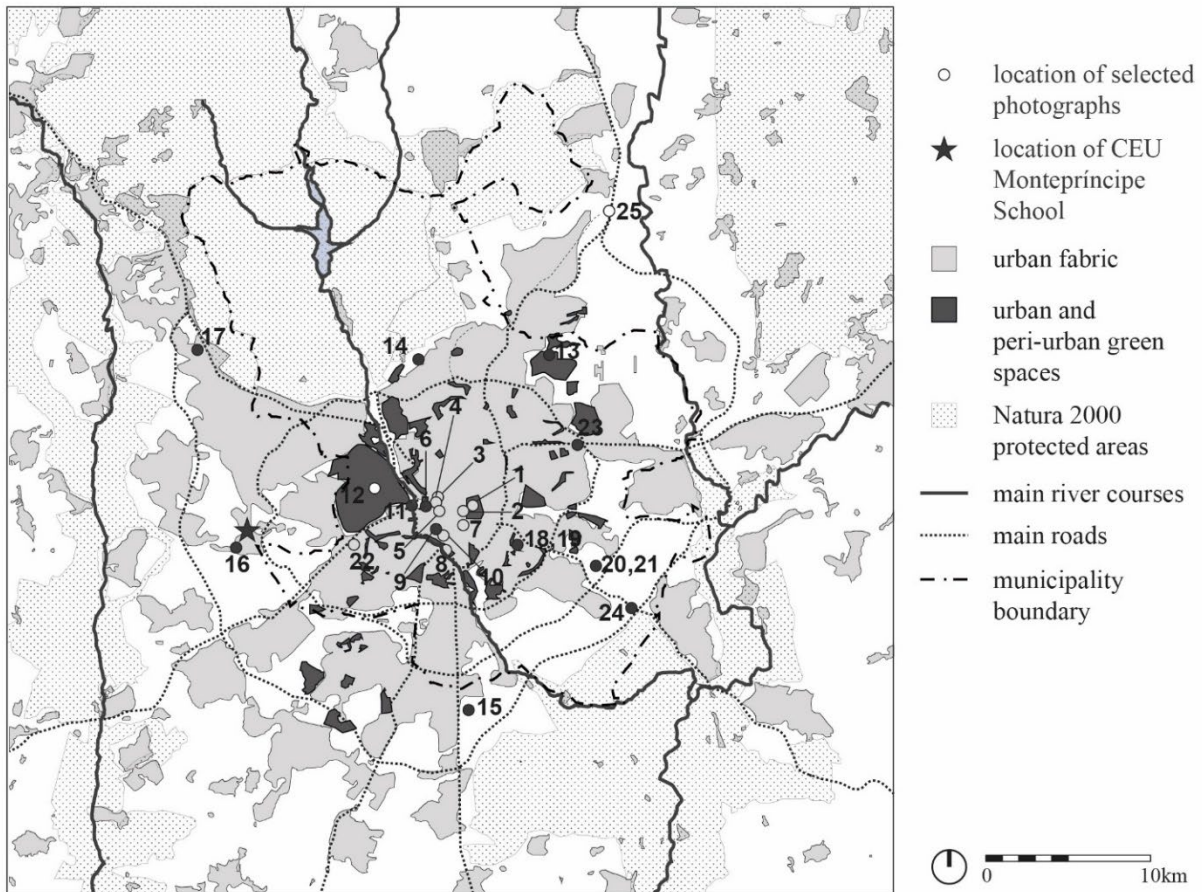 location of selected
photographs
location of CEU
Montepríncipe
School
urban fabric
urban and
peri-urban green
spaces
Natura 2000
protected areas
main river courses
main roads
municipality
boundary
0 10km
25
17
14
13
4
6
23
3
1
12
11
2
7
5
18, 19
16
22
8
20,21
9
10
24
15